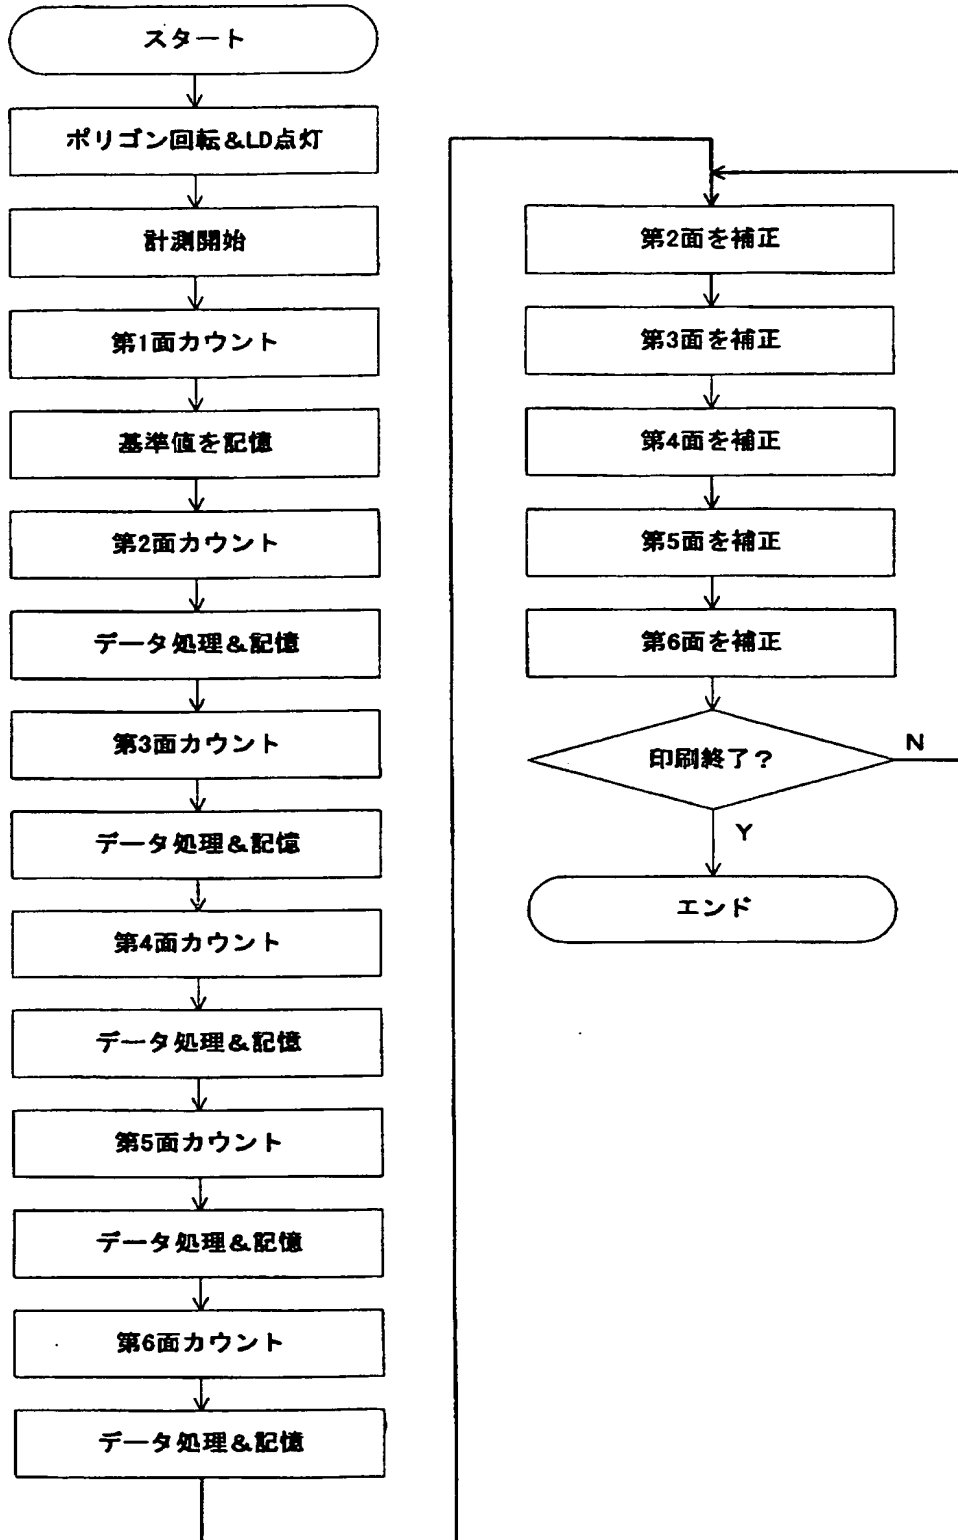 スタート
ポリゴン回転&LD点灯
計測開始
第1面カウント
基準値を記憶
第2面カウント
データ処理&記憶
第3面カウント
データ処理&記憶
第4面カウント
データ処理&記憶
第5面カウント
データ処理&記憶
第6面カウント
データ処理&記憶
第2面を補正
第3面を補正
第4面を補正
第5面を補正
第6面を補正
印刷終了?
N
Y
エンド